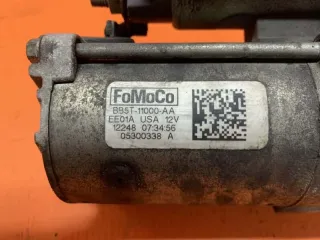 FoMoCo
BB5T-11000-AA
EE01A USA 12V
12248 07:34:56
05300338 A